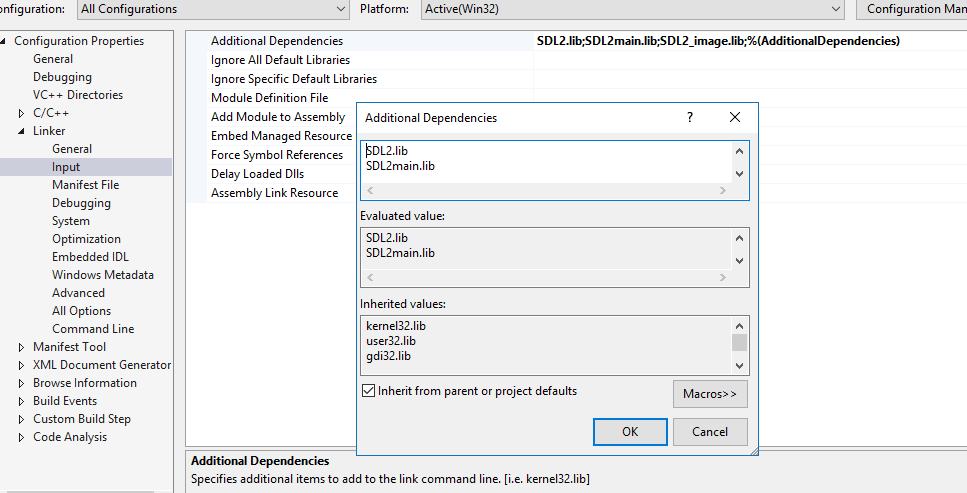 onfiguration: All Configurations Platform: Active(Win32) Configuration Man
Configuration Properties
General
Debugging
VC++ Directories
C/C++
Linker
General
Input
Manifest File
Debugging
System
Optimization
Embedded IDL
Windows Metadata
Advanced
All Options
Command Line
Manifest Tool
XML Document Generator
Browse Information
Build Events
Custom Build Step
Code Analysis
Additional Dependencies SDL2.lib;SDL2main.lib;SDL2_image.lib;%(AdditionalDependencies)
Ignore All Default Libraries
Ignore Specific Default Libraries
Module Definition File
Add Module to Assembly
Embed Managed Resource
Force Symbol References
Delay Loaded Dlls
Assembly Link Resource
Additional Dependencies ?
SDL2.lib
SDL2main.lib
Evaluated value:
SDL2.lib
SDL2main.lib
Inherited values:
kernel32.lib
user32.lib
gdi32.lib
Inherit from parent or project defaults
Macros>>
OK Cancel
Additional Dependencies
Specifies additional items to add to the link command line. [i.e. kernel32.lib]